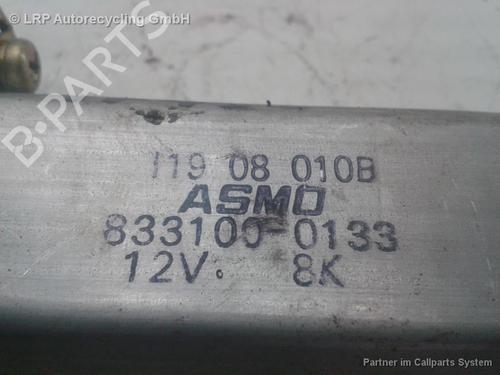 © LRP Autorecycling GmbH
B-PARTS
119 08 010B
ASMO
833100-0133
12V. 8K
Partner im Callparts System